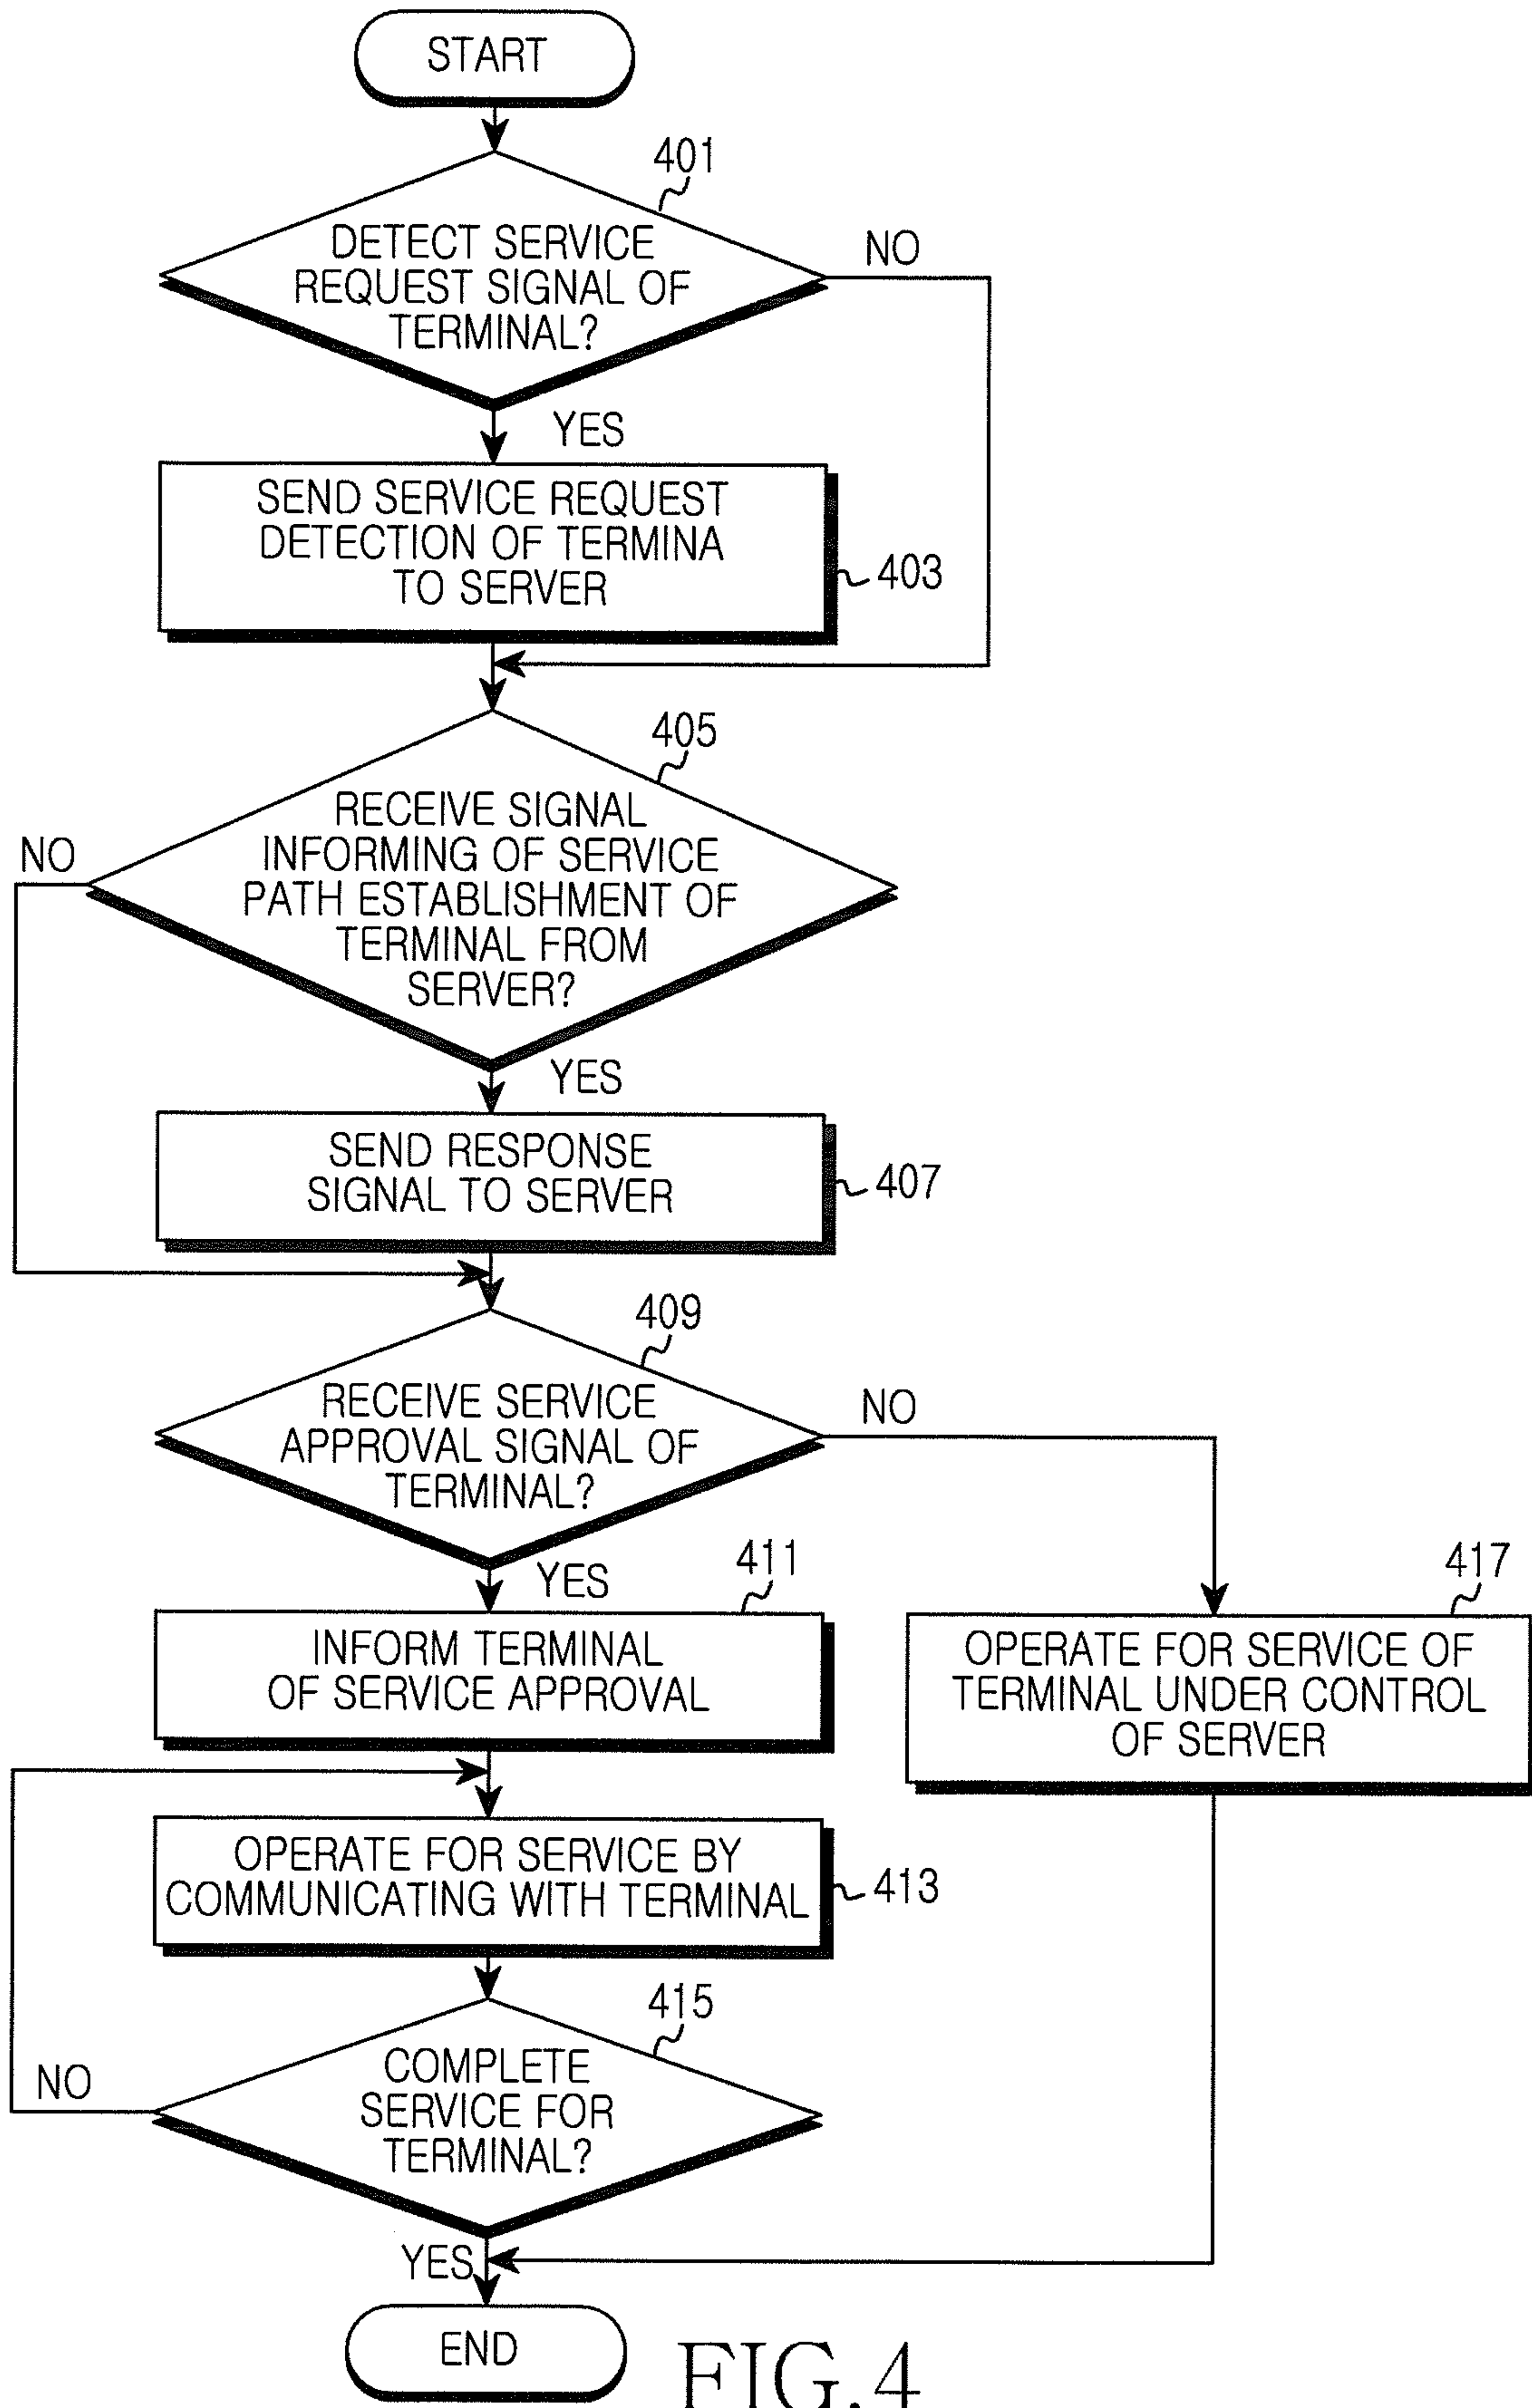 START
401
DETECT SERVICE
REQUEST SIGNAL OF
TERMINAL?
NO
YES
SEND SERVICE REQUEST
DETECTION OF TERMINA
TO SERVER
403
405
RECEIVE SIGNAL
INFORMING OF SERVICE
PATH ESTABLISHMENT OF
TERMINAL FROM
SERVER?
NO
YES
SEND RESPONSE
SIGNAL TO SERVER
407
409
RECEIVE SERVICE
APPROVAL SIGNAL OF
TERMINAL?
NO
YES
411
INFORM TERMINAL
OF SERVICE APPROVAL
417
OPERATE FOR SERVICE OF
TERMINAL UNDER CONTROL
OF SERVER
OPERATE FOR SERVICE BY
COMMUNICATING WITH TERMINAL
413
415
COMPLETE
SERVICE FOR
TERMINAL?
NO
YES
END
FIG.4